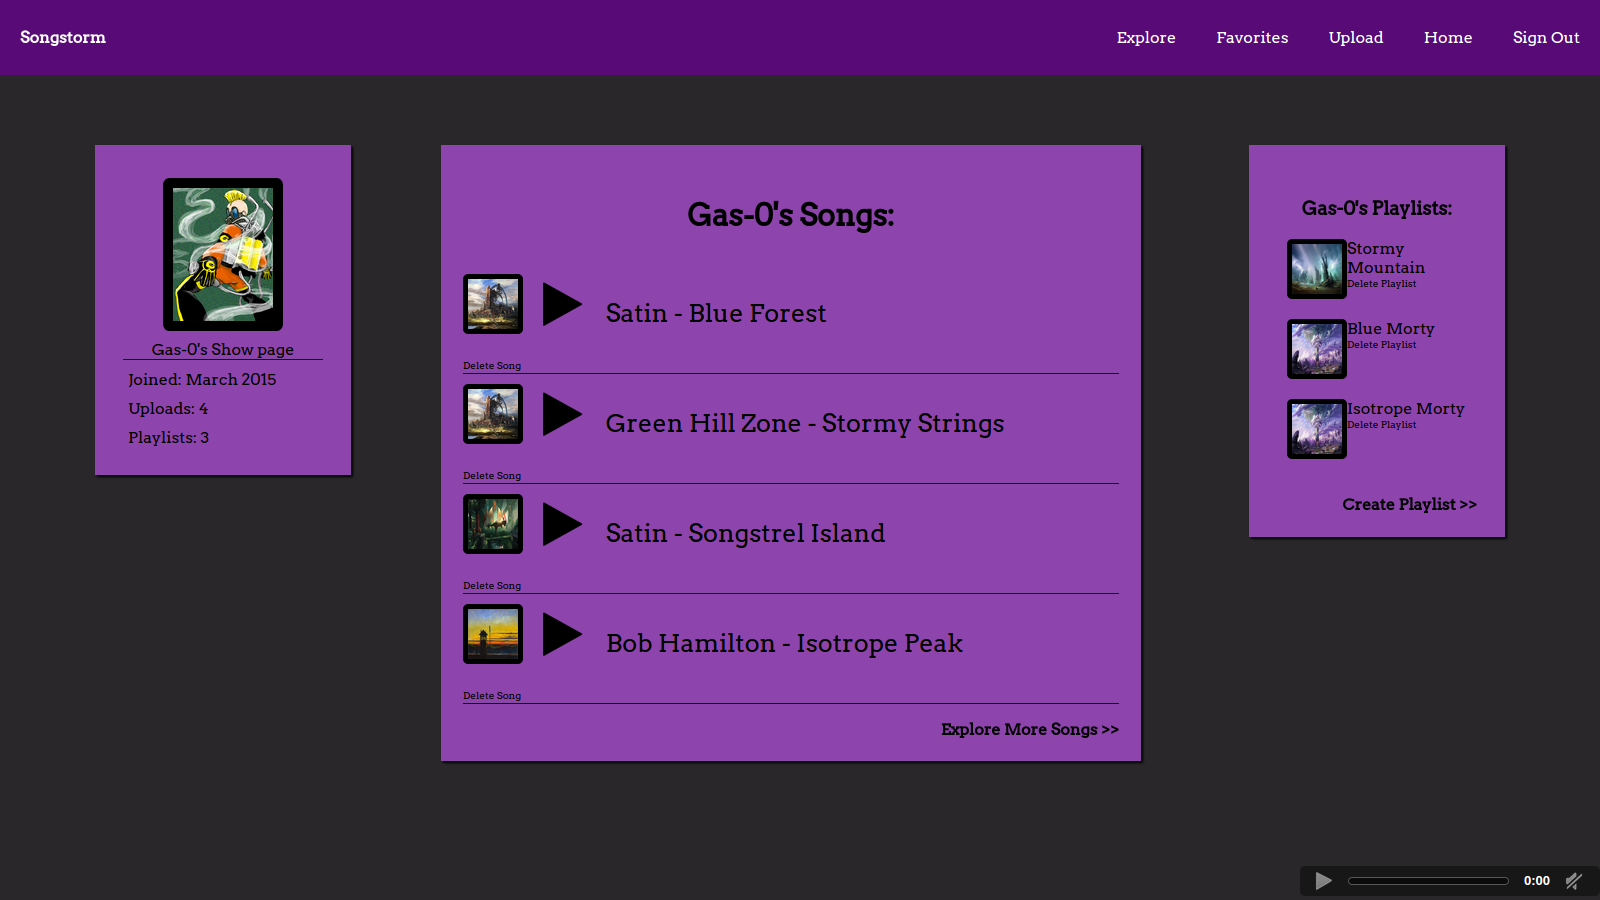 Songstorm
Explore
Favorites
Upload
Home
Sign Out
Gas-0's Show page
Joined: March 2015
Uploads: 4
Playlists: 3
Gas-0's Songs:
Satin - Blue Forest
Delete Song
Green Hill Zone - Stormy Strings
Delete Song
Satin - Songstrel Island
Delete Song
Bob Hamilton - Isotrope Peak
Delete Song
Explore More Songs >>
Gas-0's Playlists:
Stormy
Mountain
Delete Playlist
Blue Morty
Delete Playlist
Isotrope Morty
Delete Playlist
Create Playlist >>
0:00